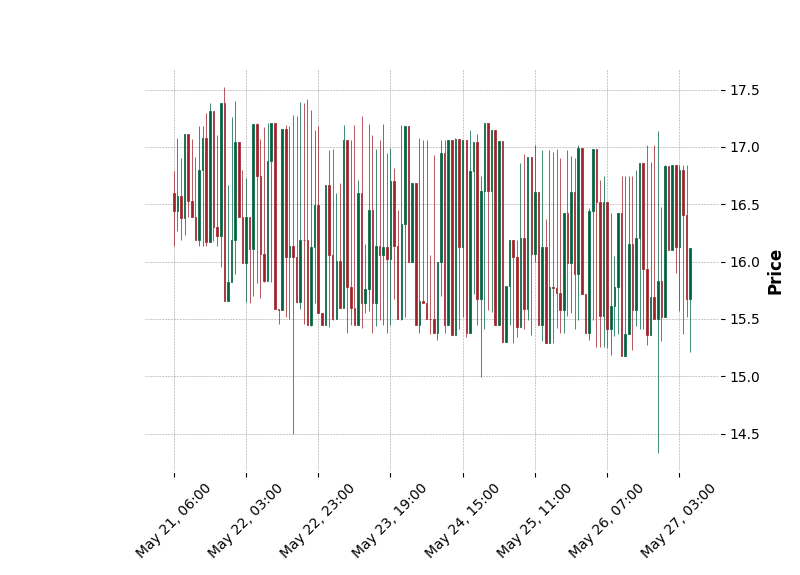 17.5
17.0
16.5
16.0
15.5
15.0
14.5
Price
May 21, 06:00
May 22, 03:00
May 22, 23:00
May 23, 19:00
May 24, 15:00
May 25, 11:00
May 26, 07:00
May 27, 03:00